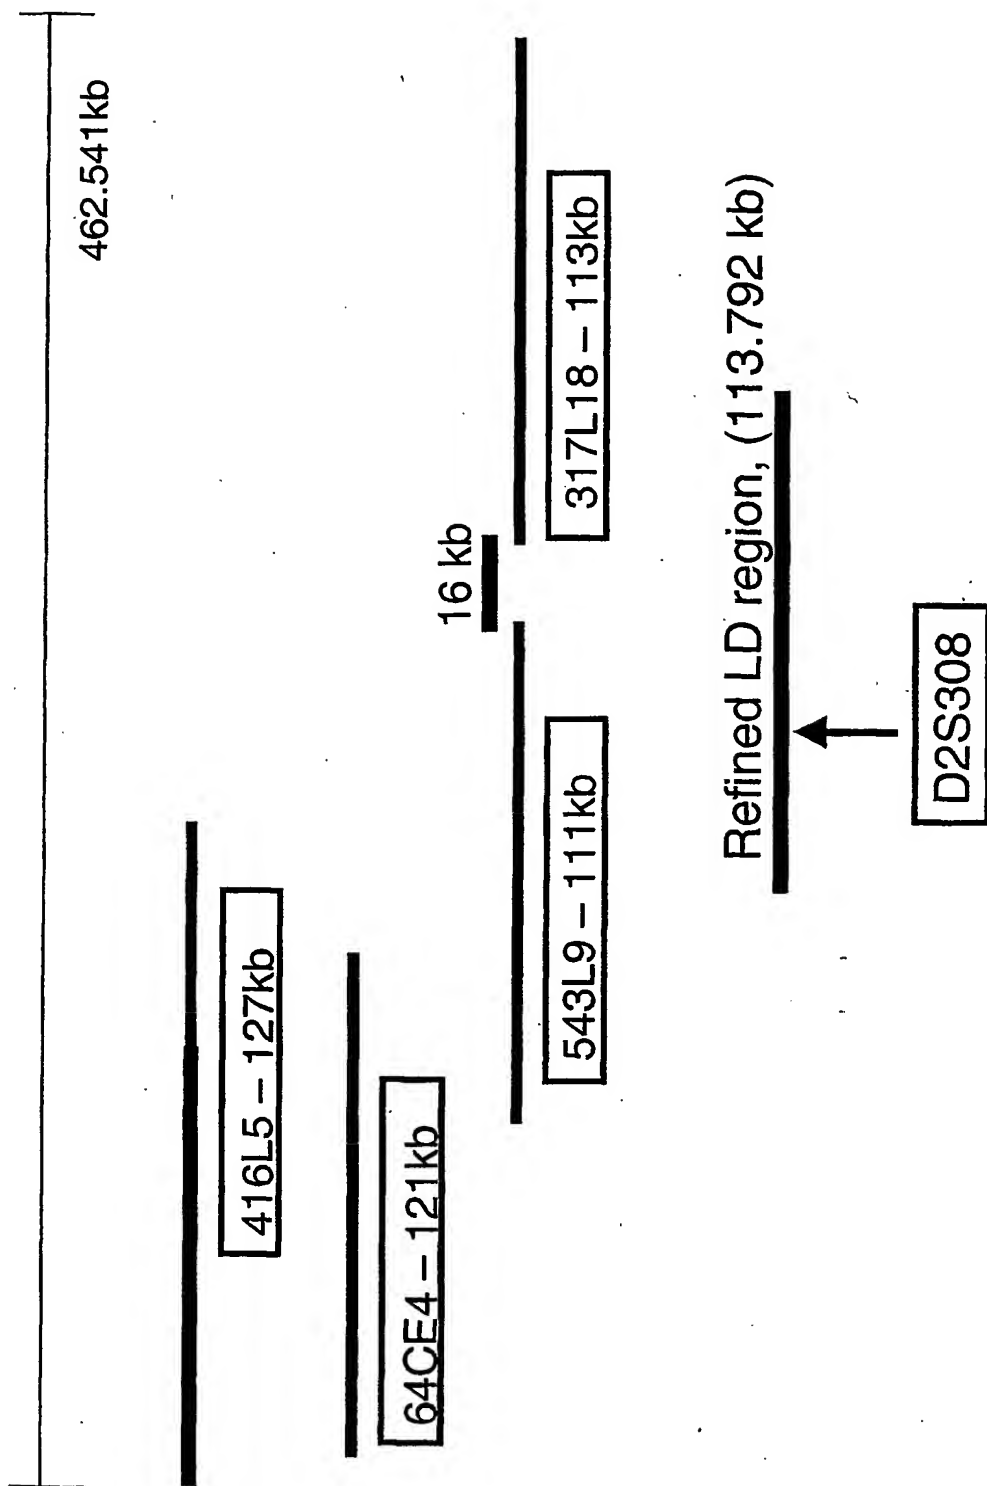 462.541kb
416L5 – 127kb
64CE4 – 121kb
16 kb
543L9 – 111kb
317L18 – 113kb
Refined LD region, (113.792 kb)
D2S308